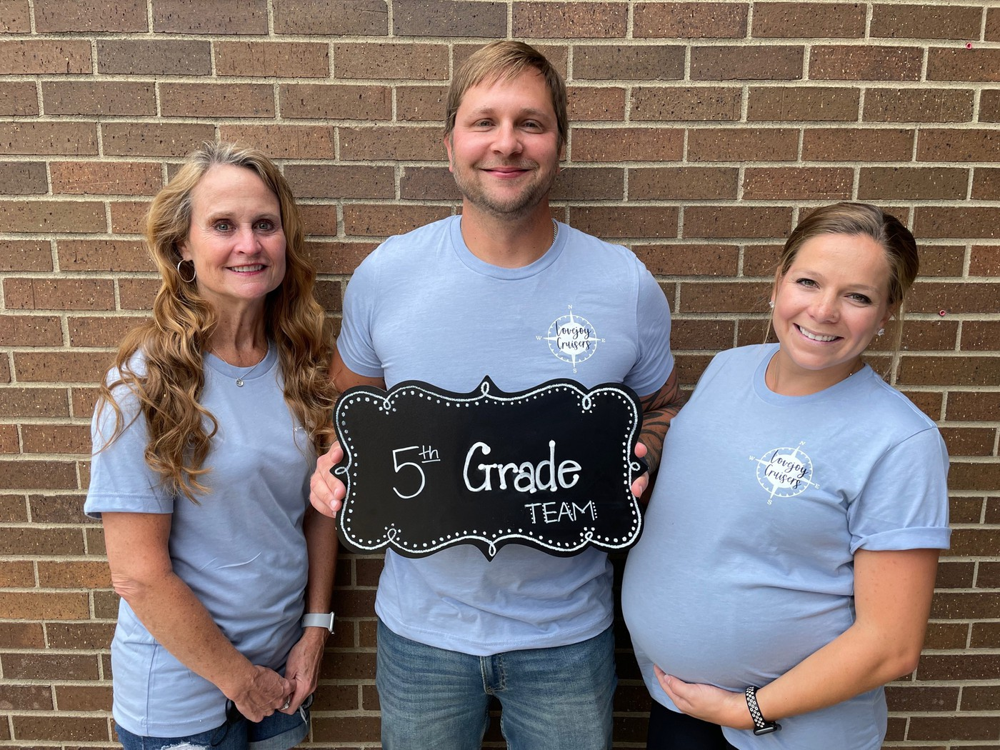 N
W Lovejoy E
Cruisers
S
5th Grade
TEAM
N
W Lovejoy
Cruisers E
S